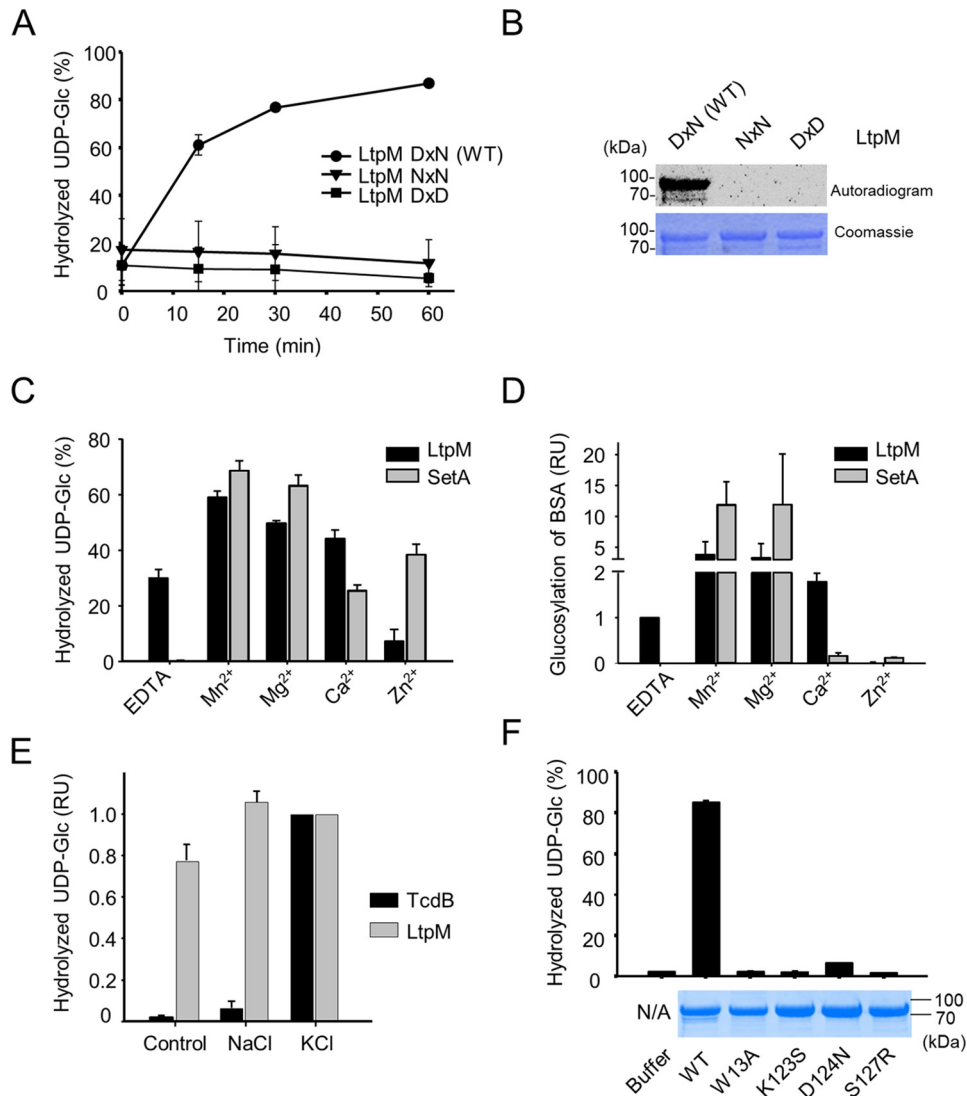 A
Hydrolyzed UDP-Glc (%)
100
80
60
40
20
0
LtpM DxN (WT)
LtpM NxN
LtpM DxD
0 10 20 30 40 50 60
Time (min)
B
DxN (WT) NxN DxD LtpM
(kDa)
100-
70-
Autoradiogram
100-
70-
Coomassie
C
Hydrolyzed UDP-Glc (%)
80
60
40
20
0
LtpM
SetA
EDTA Mn²⁺ Mg²⁺ Ca²⁺ Zn²⁺
D
Glucosylation of BSA (RU)
20
15
10
5
2
1
0
LtpM
SetA
EDTA Mn²⁺ Mg²⁺ Ca²⁺ Zn²⁺
E
Hydrolyzed UDP-Glc (RU)
1.0
0.8
0.6
0.4
0.2
0
TcdB
LtpM
Control NaCl KCl
F
Hydrolyzed UDP-Glc (%)
100
80
60
40
20
0
N/A
100
70
(kDa)
Buffer WT W13A K123S D124N S127R